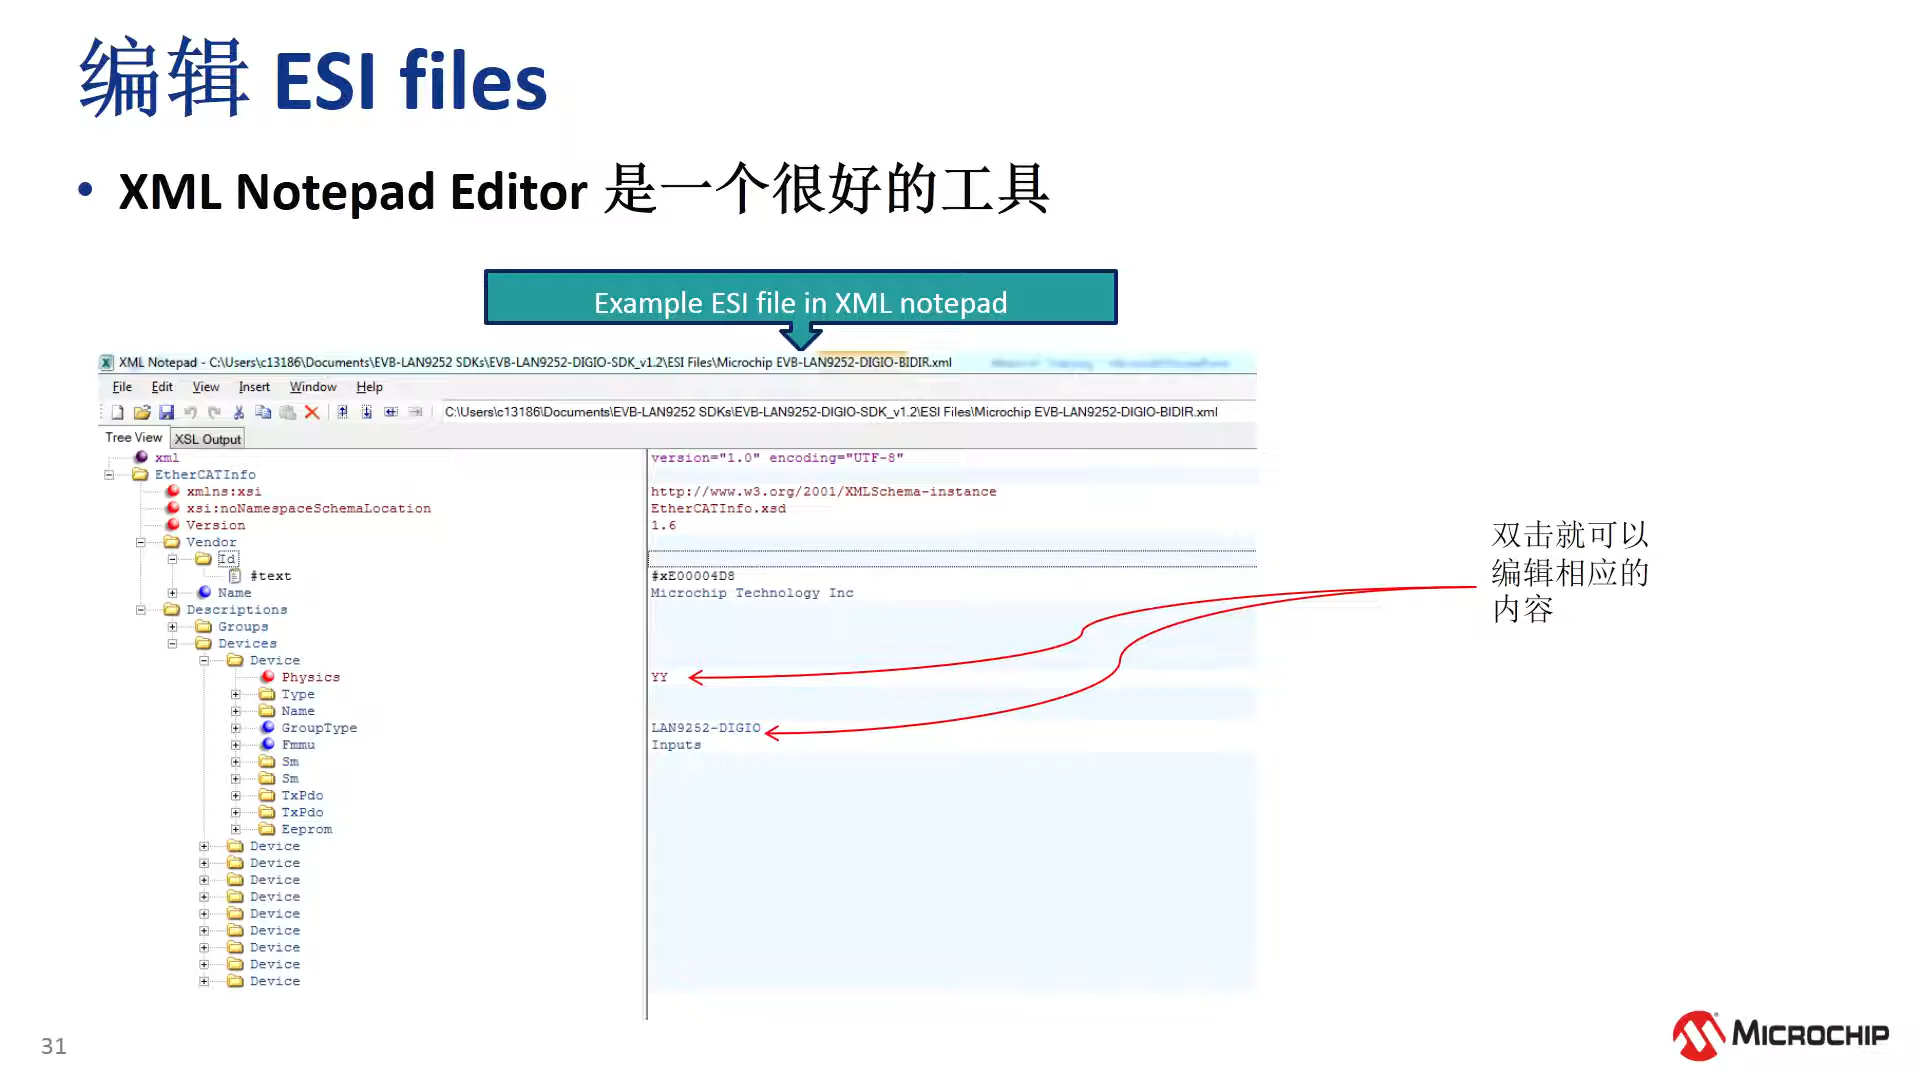 编辑 ESI files
• XML Notepad Editor 是一个很好的工具
Example ESI file in XML notepad
XML Notepad - C:\Users\c13186\Documents\EVB-LAN9252 SDKs\EVB-LAN9252-DIGIO-SDK_v1.2\ESI Files\Microchip EVB-LAN9252-DIGIO-BIDIR.xml
File Edit View Insert Window Help
C:\Users\c13186\Documents\EVB-LAN9252 SDKs\EVB-LAN9252-DIGIO-SDK_v1.2\ESI Files\Microchip EVB-LAN9252-DIGIO-BIDIR.xml
Tree View XSL Output
xml version="1.0" encoding="UTF-8"
EtherCATInfo
xmlns:xsi http://www.w3.org/2001/XMLSchema-instance
xsi:noNamespaceSchemaLocation EtherCATInfo.xsd
Version 1.6
Vendor
Id
#text #xE00004D8
Name Microchip Technology Inc
Descriptions
Groups
Devices
Device
Physics YY
Type
Name
GroupType LAN9252-DIGIO
Fmmu Inputs
Sm
Sm
TxPdo
TxPdo
Eeprom
Device
Device
Device
Device
Device
Device
Device
Device
Device
双击就可以
编辑相应的
内容
31
MICROCHIP